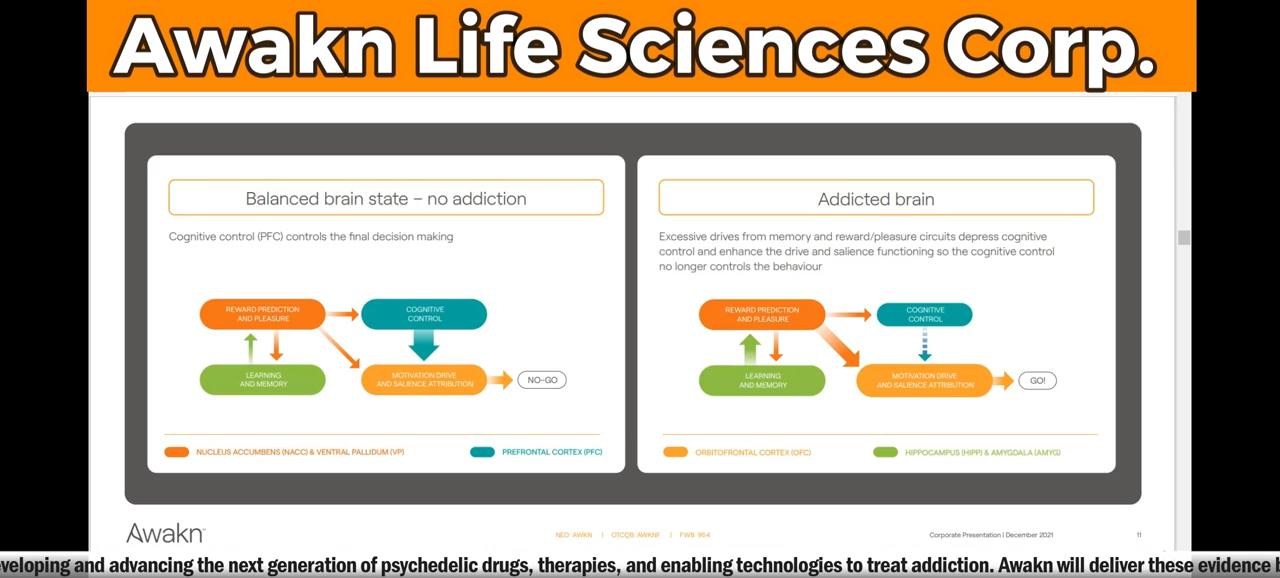 Awakn Life Sciences Corp.
Balanced brain state – no addiction
Cognitive control (PFC) controls the final decision making
REWARD PREDICTION
AND PLEASURE
COGNITIVE
CONTROL
LEARNING
AND MEMORY
MOTIVATION DRIVE
AND SALIENCE ATTRIBUTION
NO-GO
NUCLEUS ACCUMBENS (NACC) & VENTRAL PALLIDUM (VP)
PREFRONTAL CORTEX (PFC)
Addicted brain
Excessive drives from memory and reward/pleasure circuits depress cognitive
control and enhance the drive and salience functioning so the cognitive control
no longer controls the behaviour
REWARD PREDICTION
AND PLEASURE
COGNITIVE
CONTROL
LEARNING
AND MEMORY
MOTIVATION DRIVE
AND SALIENCE ATTRIBUTION
GO!
ORBITOFRONTAL CORTEX (OFC)
HIPPOCAMPUS (HIPP) & AMYGDALA (AMYG)
Awakn™
NEO: AWKN | OTCQB: AWKNF | FWB: 954
Corporate Presentation | December 2021
11
veloping and advancing the next generation of psychedelic drugs, therapies, and enabling technologies to treat addiction. Awakn will deliver these evidence